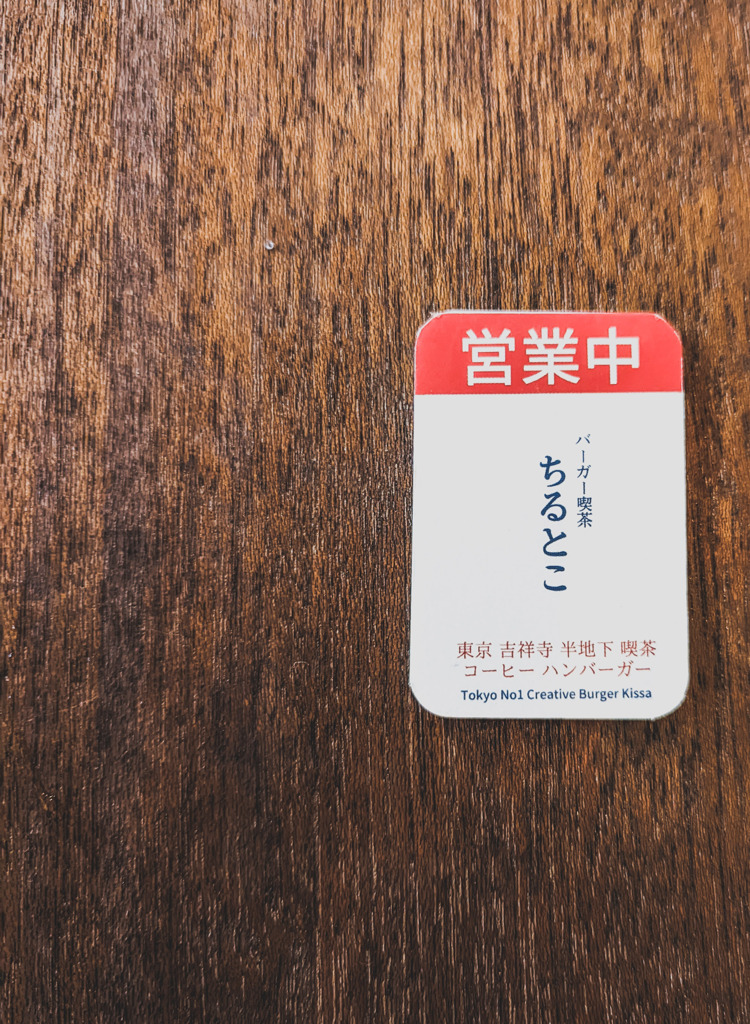 営業中
バーガー喫茶
ちるとこ
東京 吉祥寺 半地下 喫茶
コーヒー ハンバーガー
Tokyo No1 Creative Burger Kissa